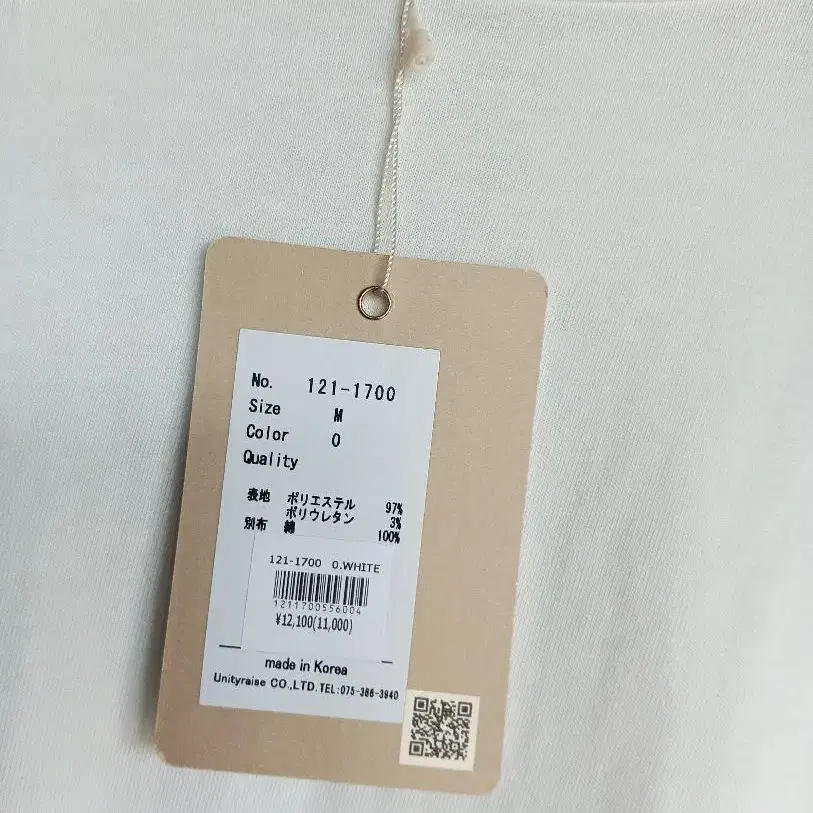 No. 121-1700
Size M
Color O
Quality
表地 ポリエステル 97%
ポリウレタン 3%
別布 綿 100%
121-1700 O.WHITE
1211700556004
¥12,100(11,000)
made in Korea
Unityraise CO.,LTD.TEL:075-366-3940